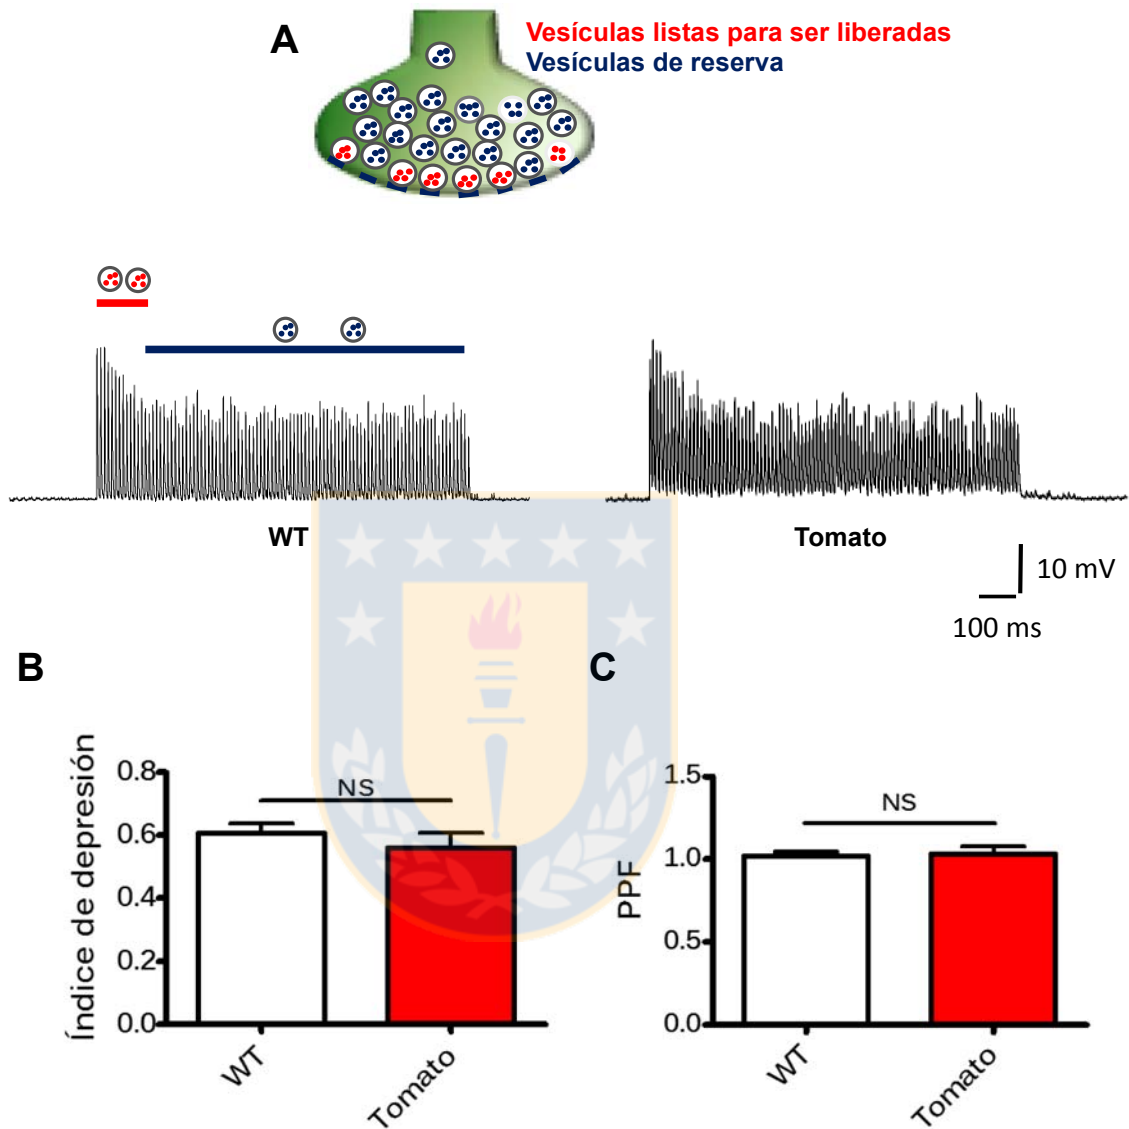 A
Vesículas listas para ser liberadas
Vesículas de reserva
WT
Tomato
10 mV
100 ms
B
Índice de depresión
0.8
0.6
0.4
0.2
0.0
NS
WT
Tomato
C
PPF
1.5
1.0
0.5
0.0
NS
WT
Tomato